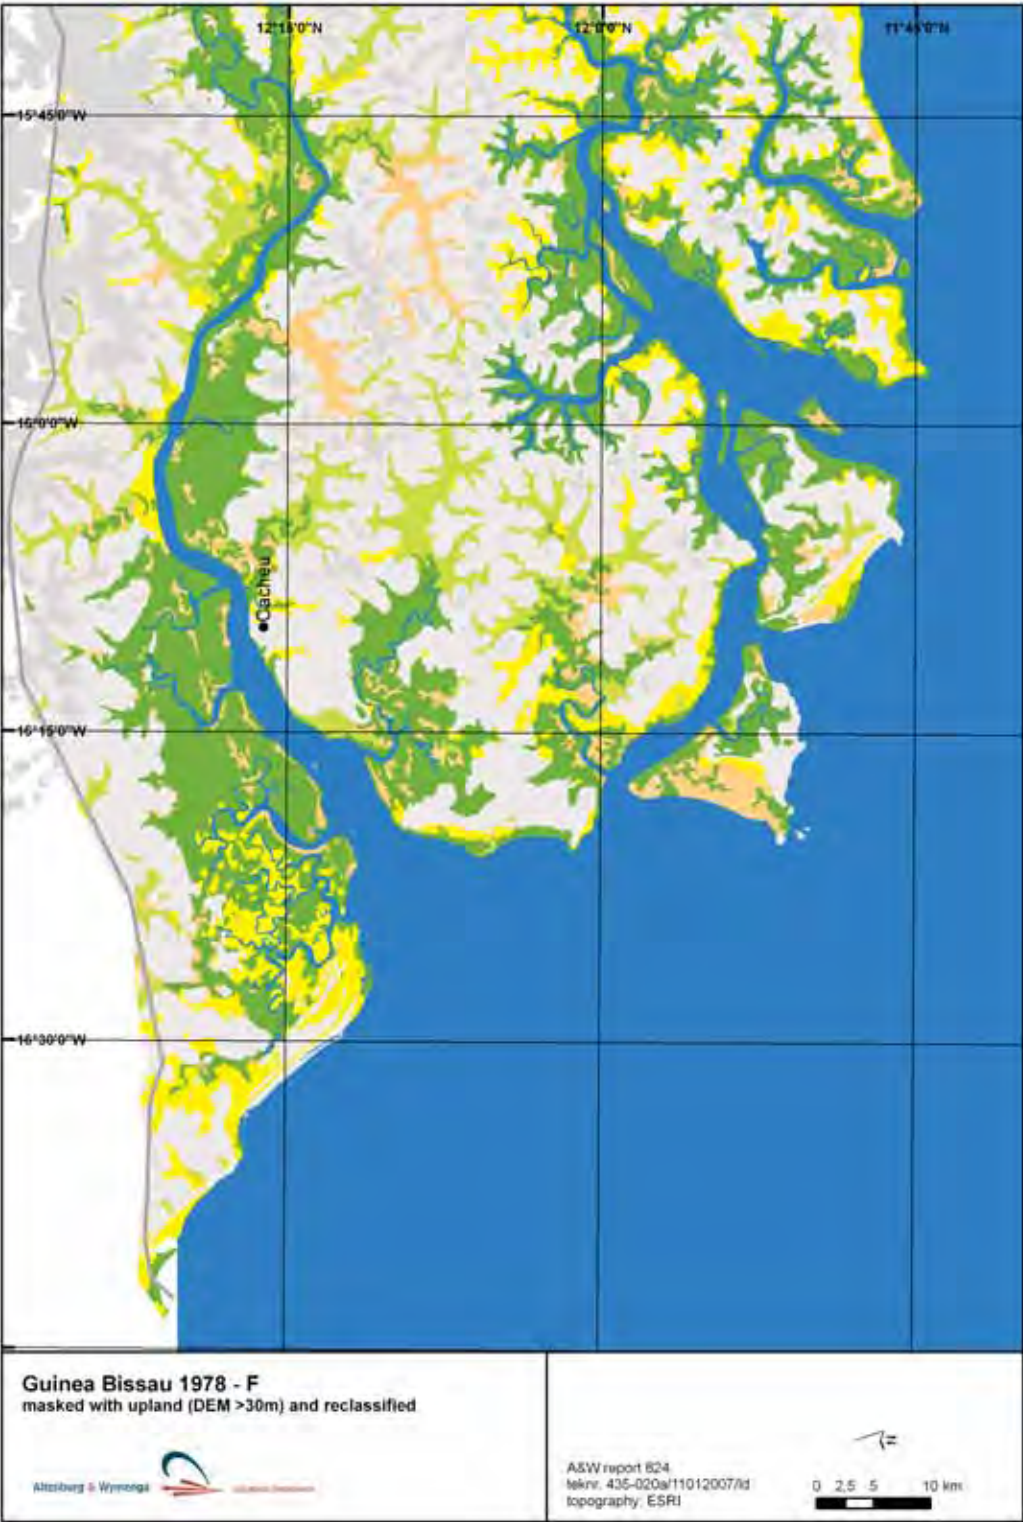 12°15'0"N
12°0'0"N
11°45'0"N
15°45'0"W
16°0'0"W
Cacheu
16°15'0"W
16°30'0"W
Guinea Bissau 1978 - F
masked with upland (DEM >30m) and reclassified
Altenburg & Wymenga
A&W report 824
teknr. 435-020a/11012007/ld
topography: ESRI
0 2,5 5 10 km